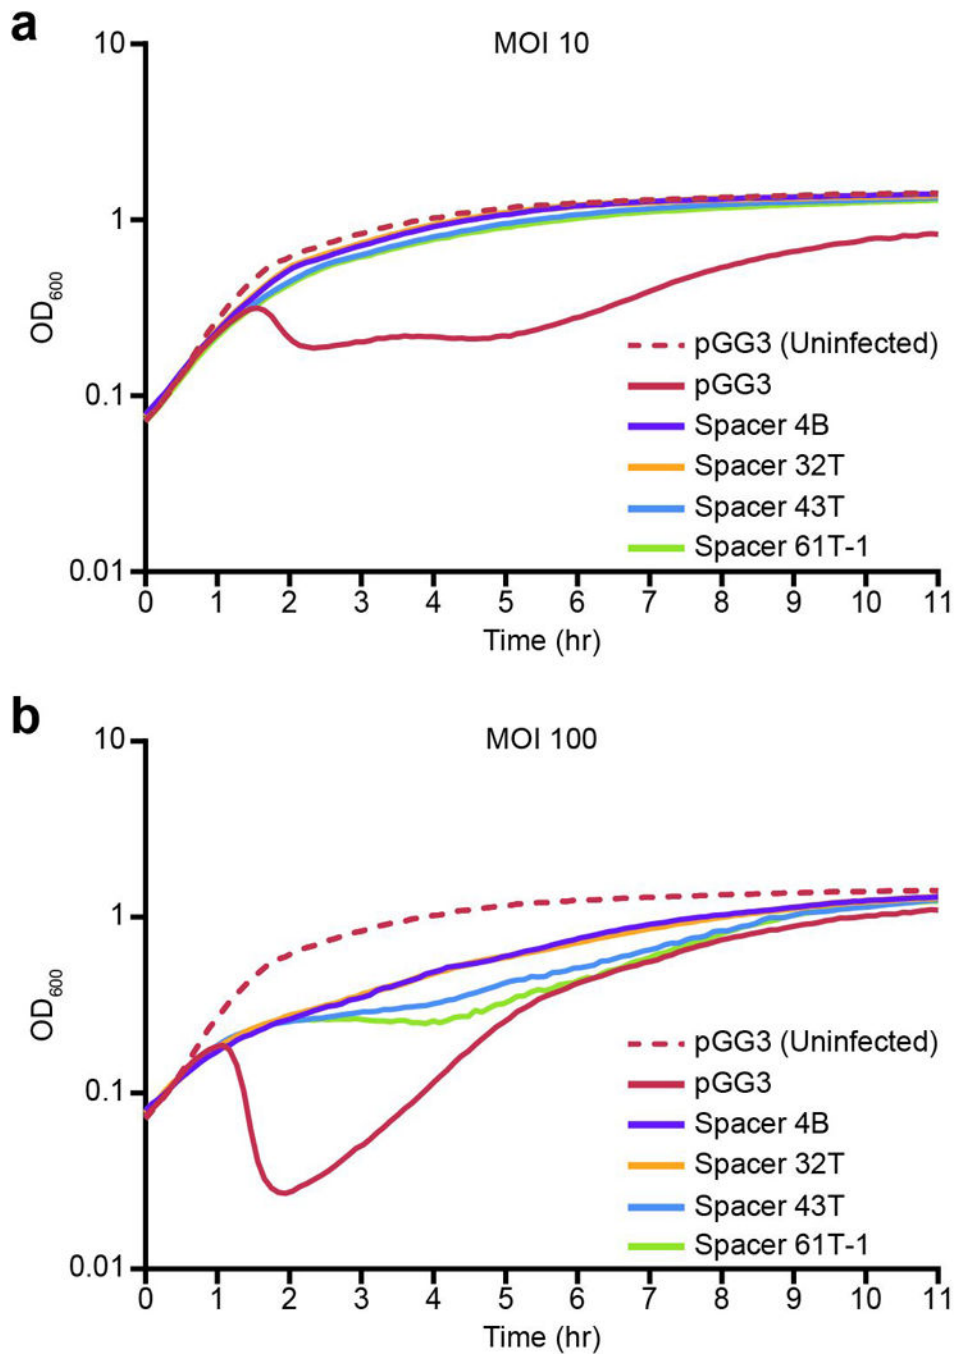 a
MOI 10
10
1
0.1
0.01
OD600
0 1 2 3 4 5 6 7 8 9 10 11
Time (hr)
pGG3 (Uninfected)
pGG3
Spacer 4B
Spacer 32T
Spacer 43T
Spacer 61T-1
b
MOI 100
10
1
0.1
0.01
OD600
0 1 2 3 4 5 6 7 8 9 10 11
Time (hr)
pGG3 (Uninfected)
pGG3
Spacer 4B
Spacer 32T
Spacer 43T
Spacer 61T-1